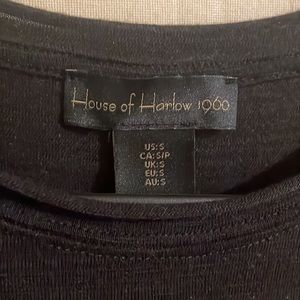 House of Harlow 1960
US:S
CA:S/P
UK:S
EU:S
AU:S